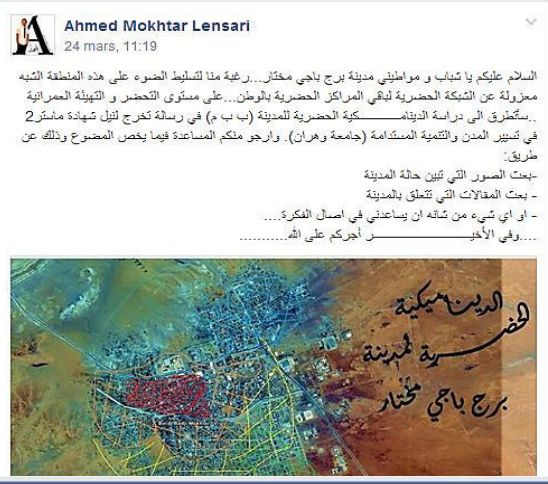 Ahmed Mokhtar Lensari
24 mars, 11:19
السلام عليكم يا شباب و مواطيني مدينة برج باجي مختار...رغبة منا لتسليط الضوء على هذه المنطقة الشبه
معزولة عن الشبكة الحضرية لباقي المراكز الحضرية بالوطن...على مستوى التحضر و التهيئة العمرانية
..سأتطرق الى دراسة الدينامــــــــكية الحضرية للمدينة (ب ب م) في رسالة تخرج لنيل شهادة ماستر2
في تسيير المدن والتنمية المستدامة (جامعة وهران). وارجو منكم المساعدة فيما يخص المضوع وذلك عن
طريق:
-بعث الصور التي تبين حالة المدينة
- بعث المقالات التي تتعلق بالمدينة
- او اي شيء من شانه ان يساعدني في اصال الفكرة....
....وفي الأخيـــــــــــــــــــــر أجركم على الله...........
الديناميكية
الحضرية لمدينة
برج باجي مختار